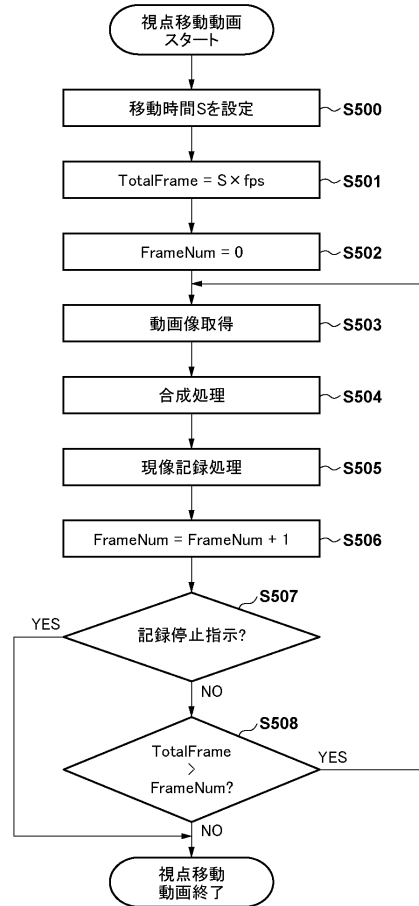 視点移動動画
スタート
移動時間Sを設定
S500
TotalFrame = S×fps
S501
FrameNum = 0
S502
動画像取得
S503
合成処理
S504
現像記録処理
S505
FrameNum = FrameNum + 1
S506
S507
YES
記録停止指示?
NO
S508
TotalFrame
>
FrameNum?
YES
NO
視点移動
動画終了